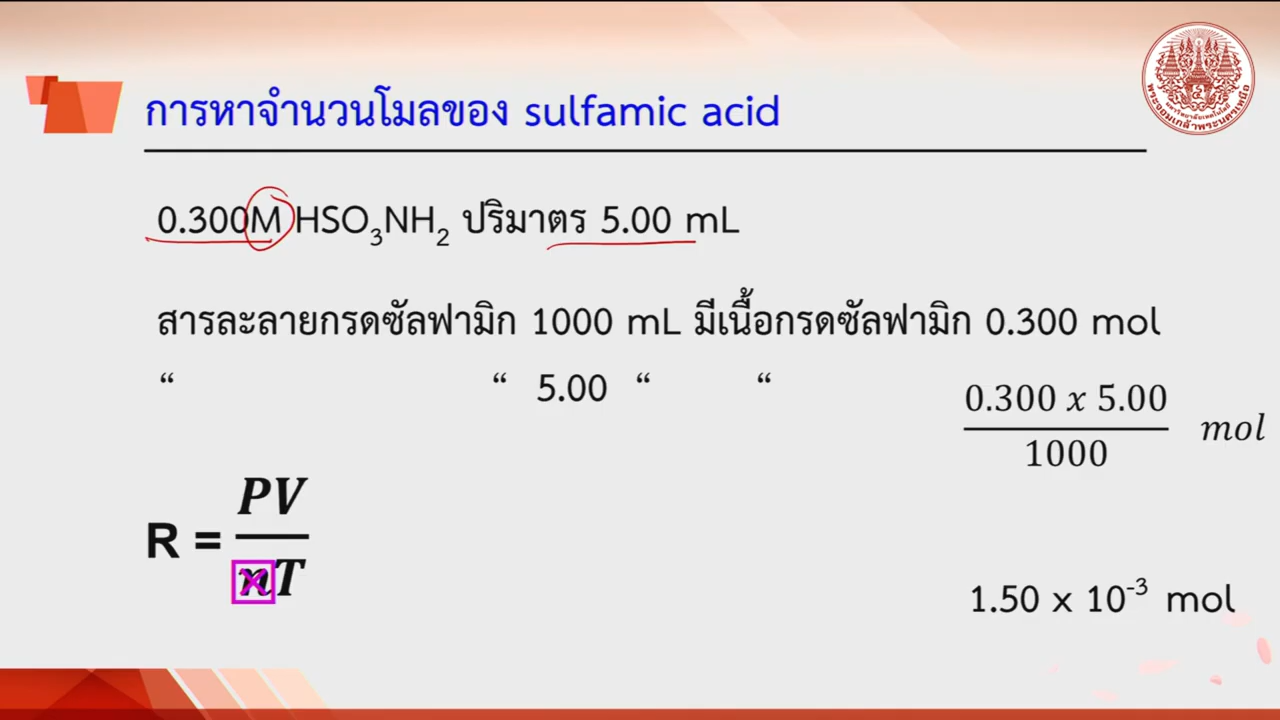 การหาจำนวนโมลของ sulfamic acid
0.300M HSO₃NH₂ ปริมาตร 5.00 mL
สารละลายกรดซัลฟามิก 1000 mL มีเนื้อกรดซัลฟามิก 0.300 mol
“ “ 5.00 “ “
0.300 x 5.00
1000
mol
R = PV
nT
1.50 x 10⁻³ mol